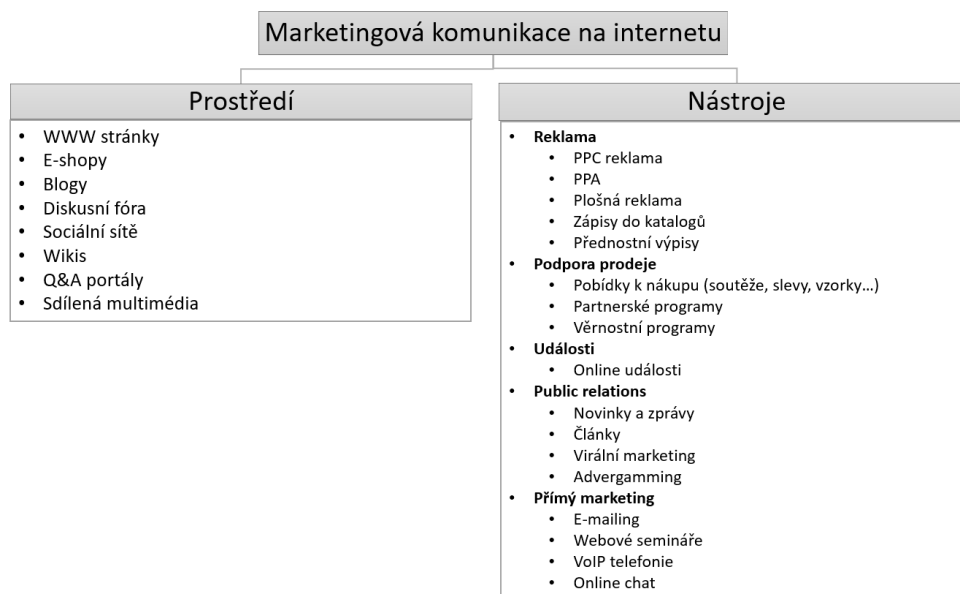 Marketingová komunikace na internetu
Prostředí
• WWW stránky
• E-shopy
• Blogy
• Diskusní fóra
• Sociální sítě
• Wikis
• Q&A portály
• Sdílená multimédia
Nástroje
• Reklama
• PPC reklama
• PPA
• Plošná reklama
• Zápisy do katalogů
• Přednostní výpisy
• Podpora prodeje
• Pobídky k nákupu (soutěže, slevy, vzorky…)
• Partnerské programy
• Věrnostní programy
• Události
• Online události
• Public relations
• Novinky a zprávy
• Články
• Virální marketing
• Advergamming
• Přímý marketing
• E-mailing
• Webové semináře
• VoIP telefonie
• Online chat